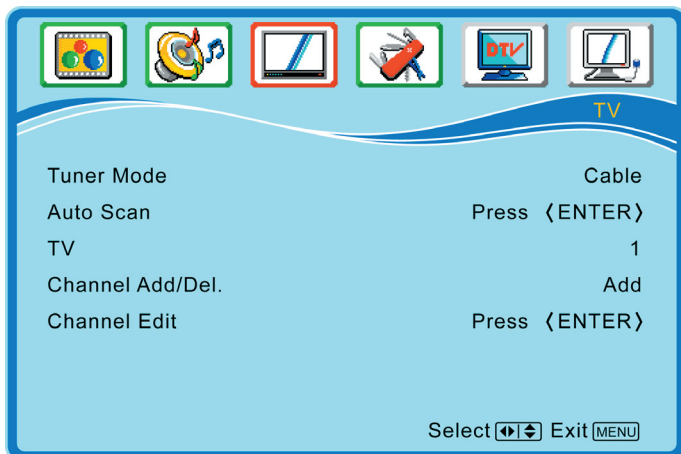 DTV
TV
Tuner Mode Cable
Auto Scan Press 〈ENTER〉
TV 1
Channel Add/Del. Add
Channel Edit Press 〈ENTER〉
Select Exit MENU